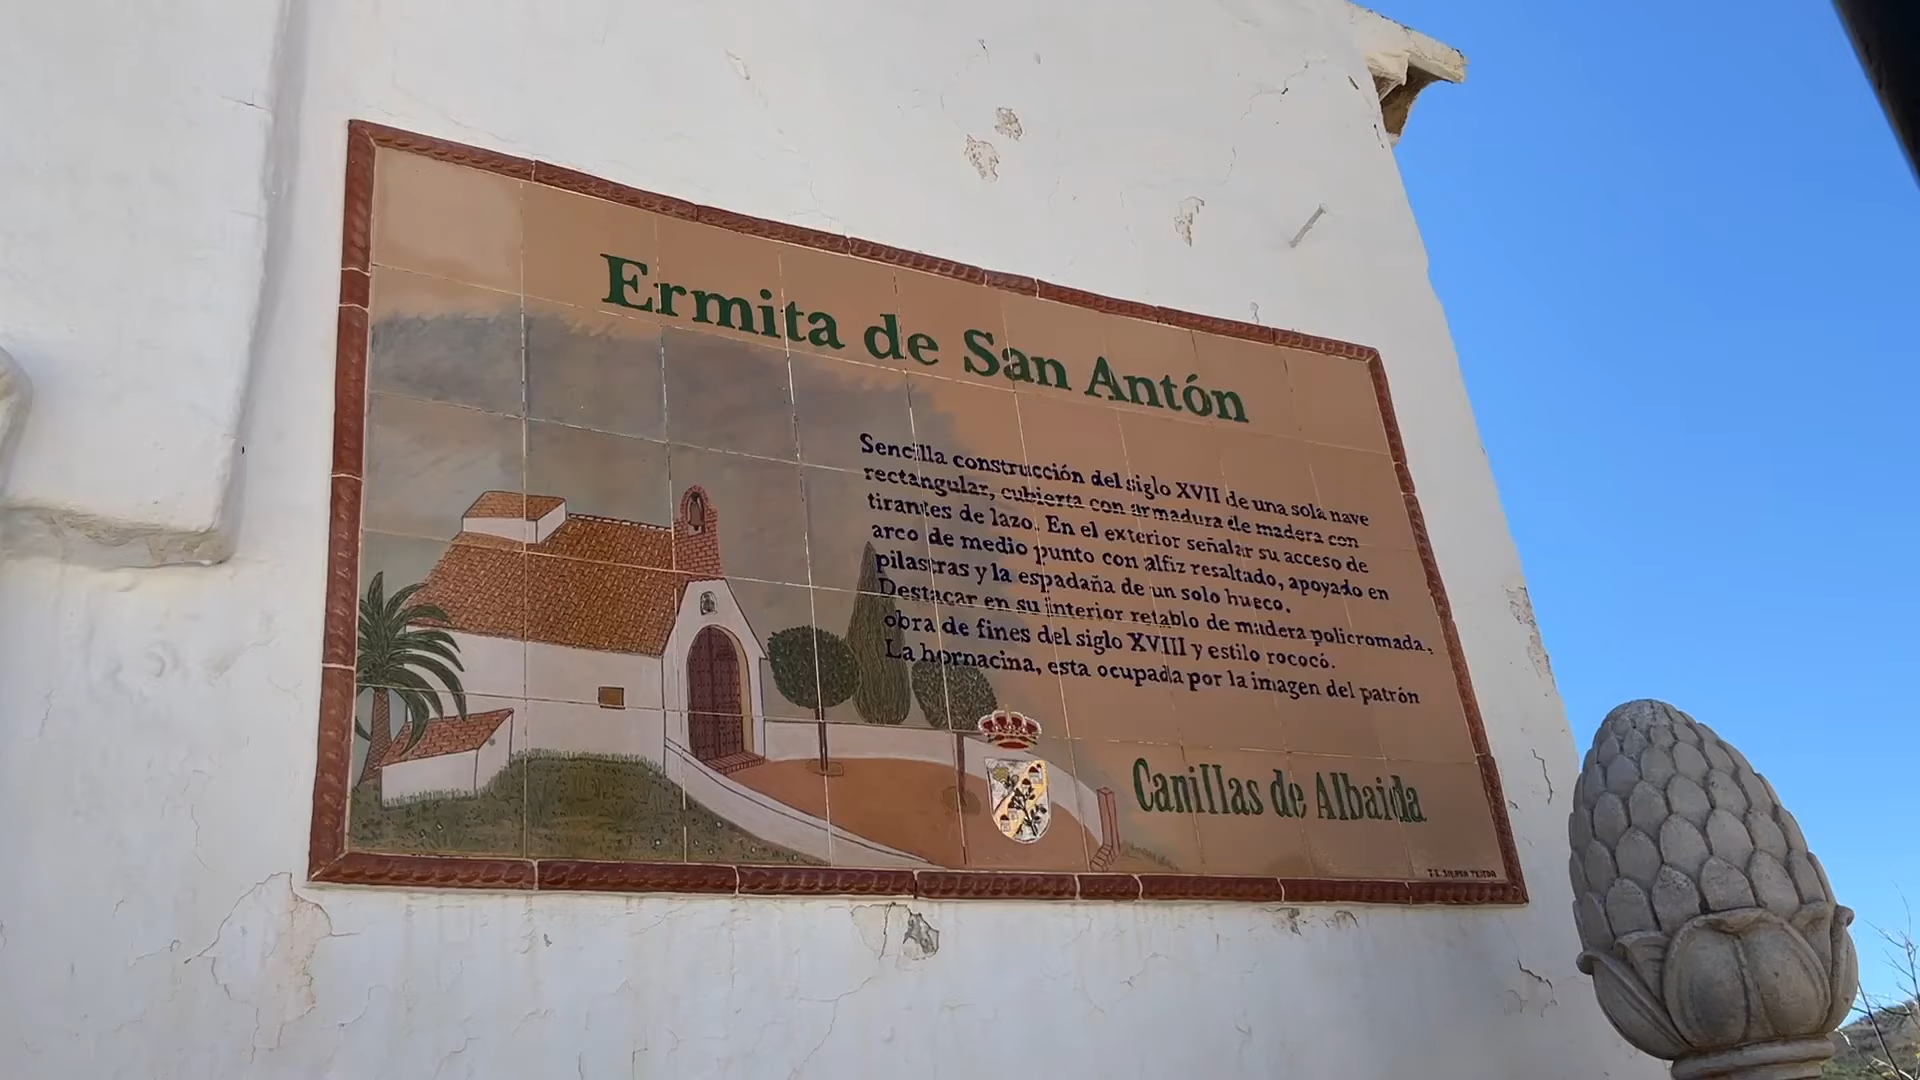 Ermita de San Antón
Sencilla construcción del siglo XVII de una sola nave
rectangular, cubierta con armadura de madera con
tirantes de lazo. En el exterior señalar su acceso de
arco de medio punto con alfiz resaltado, apoyado en
pilastras y la espadaña de un solo hueco.
Destacar en su interior retablo de madera policromada,
obra de fines del siglo XVIII y estilo rococó.
La hornacina, esta ocupada por la imagen del patrón
Canillas de Albaida